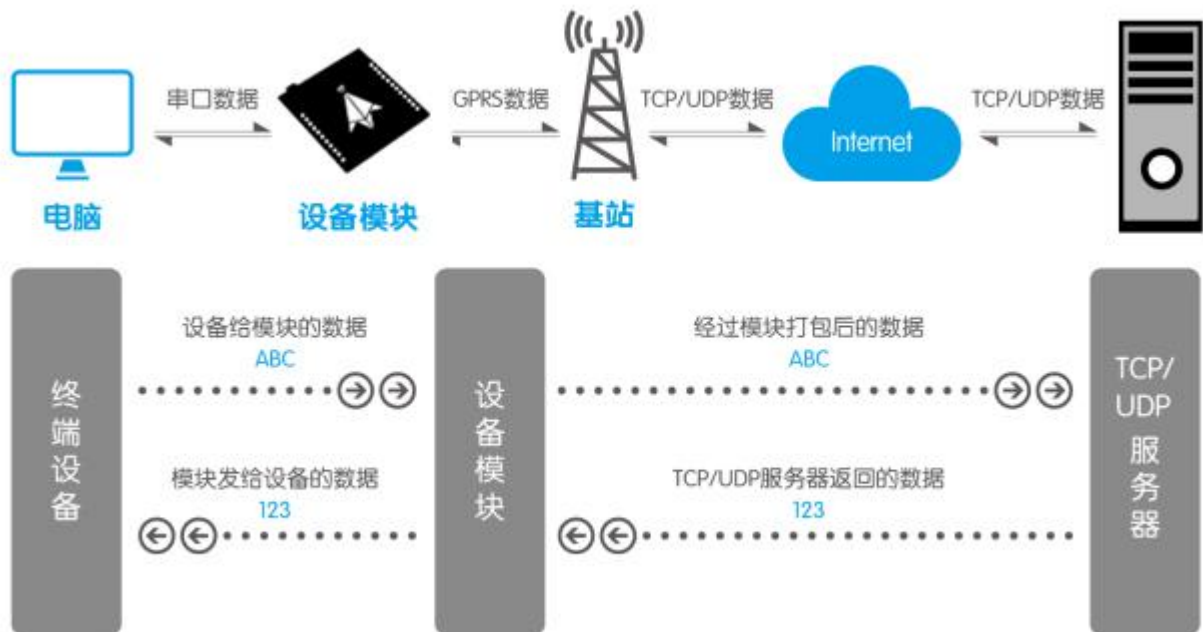 串口数据
GPRS数据
TCP/UDP数据
Internet
TCP/UDP数据
电脑
设备模块
基站
终端设备
设备给模块的数据
ABC
模块发给设备的数据
123
设备模块
经过模块打包后的数据
ABC
TCP/UDP服务器返回的数据
123
TCP/
UDP
服务器